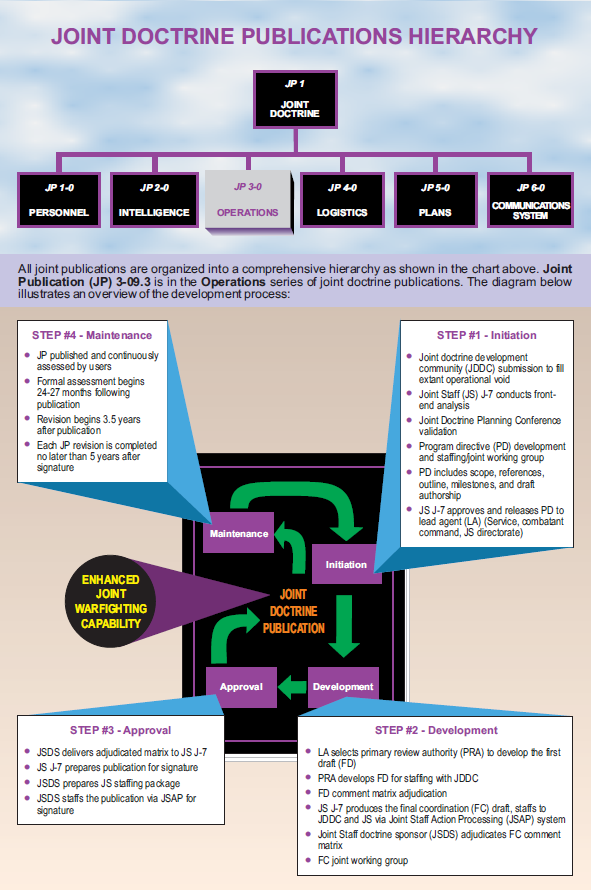 JOINT DOCTRINE PUBLICATIONS HIERARCHY
JP 1
JOINT
DOCTRINE
JP 1-0
PERSONNEL
JP 2-0
INTELLIGENCE
JP 3-0
OPERATIONS
JP 4-0
LOGISTICS
JP 5-0
PLANS
JP 6-0
COMMUNICATIONS
SYSTEM
All joint publications are organized into a comprehensive hierarchy as shown in the chart above. Joint
Publication (JP) 3-09.3 is in the Operations series of joint doctrine publications. The diagram below
illustrates an overview of the development process:
STEP #4 - Maintenance
● JP published and continuously
assessed by users
● Formal assessment begins
24-27 months following
publication
● Revision begins 3.5 years
after publication
● Each JP revision is completed
no later than 5 years after
signature
STEP #1 - Initiation
● Joint doctrine development
community (JDDC) submission to fill
extant operational void
● Joint Staff (JS) J-7 conducts front-
end analysis
● Joint Doctrine Planning Conference
validation
● Program directive (PD) development
and staffing/joint working group
● PD includes scope, references,
outline, milestones, and draft
authorship
● JS J-7 approves and releases PD to
lead agent (LA) (Service, combatant
command, JS directorate)
Maintenance
Initiation
ENHANCED
JOINT
WARFIGHTING
CAPABILITY
JOINT
DOCTRINE
PUBLICATION
Approval
Development
STEP #3 - Approval
● JSDS delivers adjudicated matrix to JS J-7
● JS J-7 prepares publication for signature
● JSDS prepares JS staffing package
● JSDS staffs the publication via JSAP for
signature
STEP #2 - Development
● LA selects primary review authority (PRA) to develop the first
draft (FD)
● PRA develops FD for staffing with JDDC
● FD comment matrix adjudication
● JS J-7 produces the final coordination (FC) draft, staffs to
JDDC and JS via Joint Staff Action Processing (JSAP) system
● Joint Staff doctrine sponsor (JSDS) adjudicates FC comment
matrix
● FC joint working group